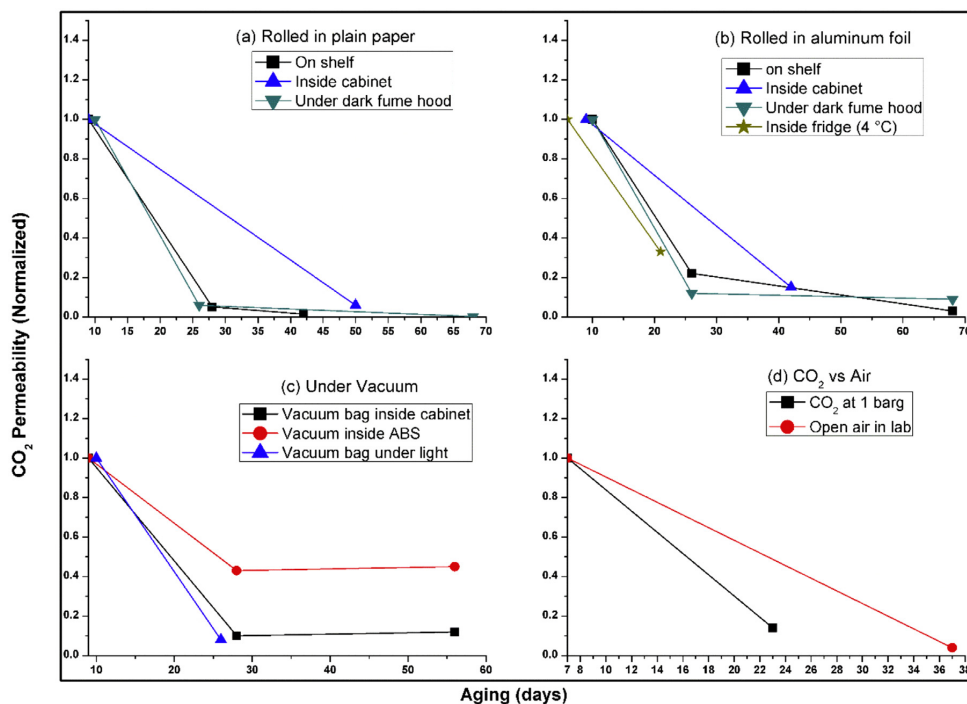 CO₂ Permeability (Normalized)
(a) Rolled in plain paper
On shelf
Inside cabinet
Under dark fume hood
1.4
1.2
1.0
0.8
0.6
0.4
0.2
0.0
10 15 20 25 30 35 40 45 50 55 60 65 70
(b) Rolled in aluminum foil
on shelf
Inside cabinet
Under dark fume hood
Inside fridge (4 °C)
1.4
1.2
1.0
0.8
0.6
0.4
0.2
0.0
10 20 30 40 50 60 70
(c) Under Vacuum
Vacuum bag inside cabinet
Vacuum inside ABS
Vacuum bag under light
1.4
1.2
1.0
0.8
0.6
0.4
0.2
0.0
10 20 30 40 50 60
(d) CO₂ vs Air
CO₂ at 1 barg
Open air in lab
1.4
1.2
1.0
0.8
0.6
0.4
0.2
0.0
7 8 10 12 14 16 18 20 22 24 26 28 30 32 34 36 38
Aging (days)